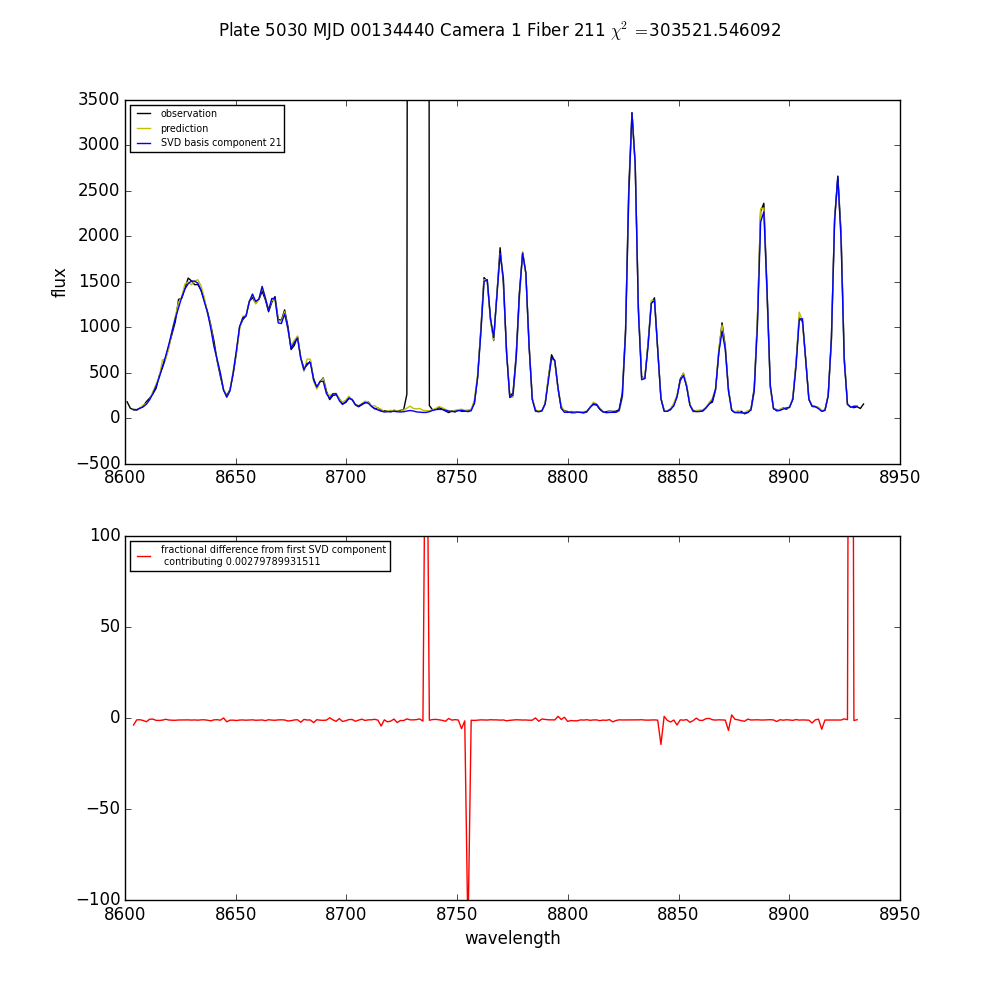 Plate 5030 MJD 00134440 Camera 1 Fiber 211 χ² =303521.546092
3500
3000
2500
2000
1500
1000
500
0
−500
flux
observation
prediction
SVD basis component 21
8600 8650 8700 8750 8800 8850 8900 8950
100
50
0
−50
−100
fractional difference from first SVD component
contributing 0.00279789931511
8600 8650 8700 8750 8800 8850 8900 8950
wavelength